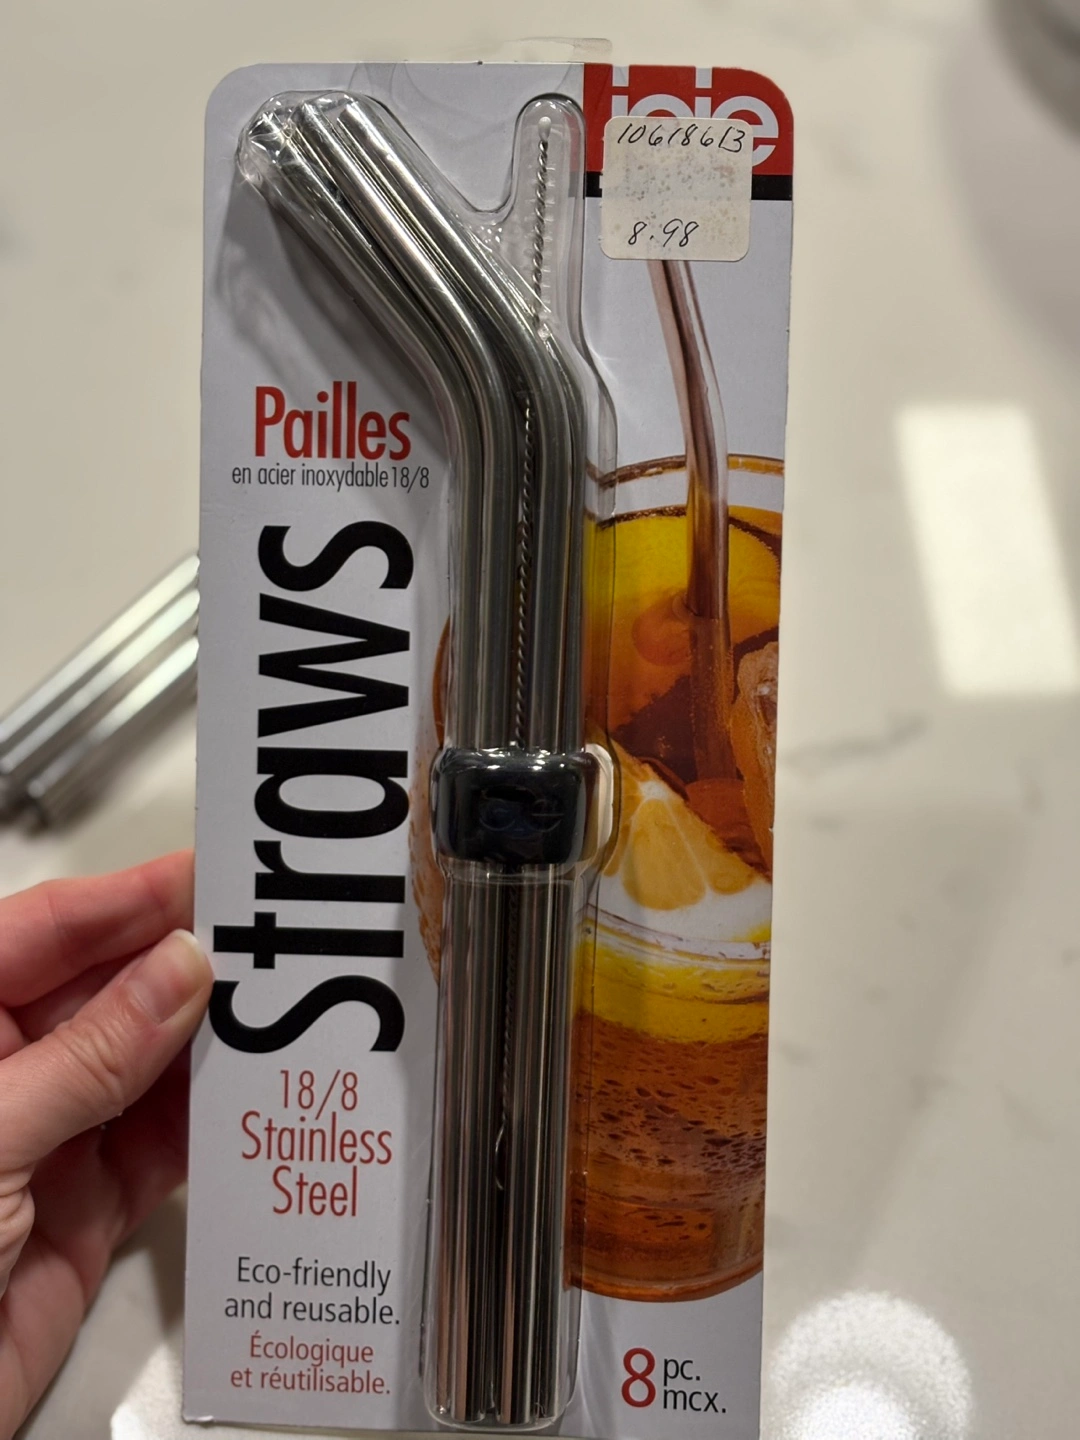 joie
10618613
8.98
Pailles
en acier inoxydable 18/8
Straws
18/8
Stainless
Steel
Eco-friendly
and reusable.
Écologique
et réutilisable.
8 pc.
mcx.